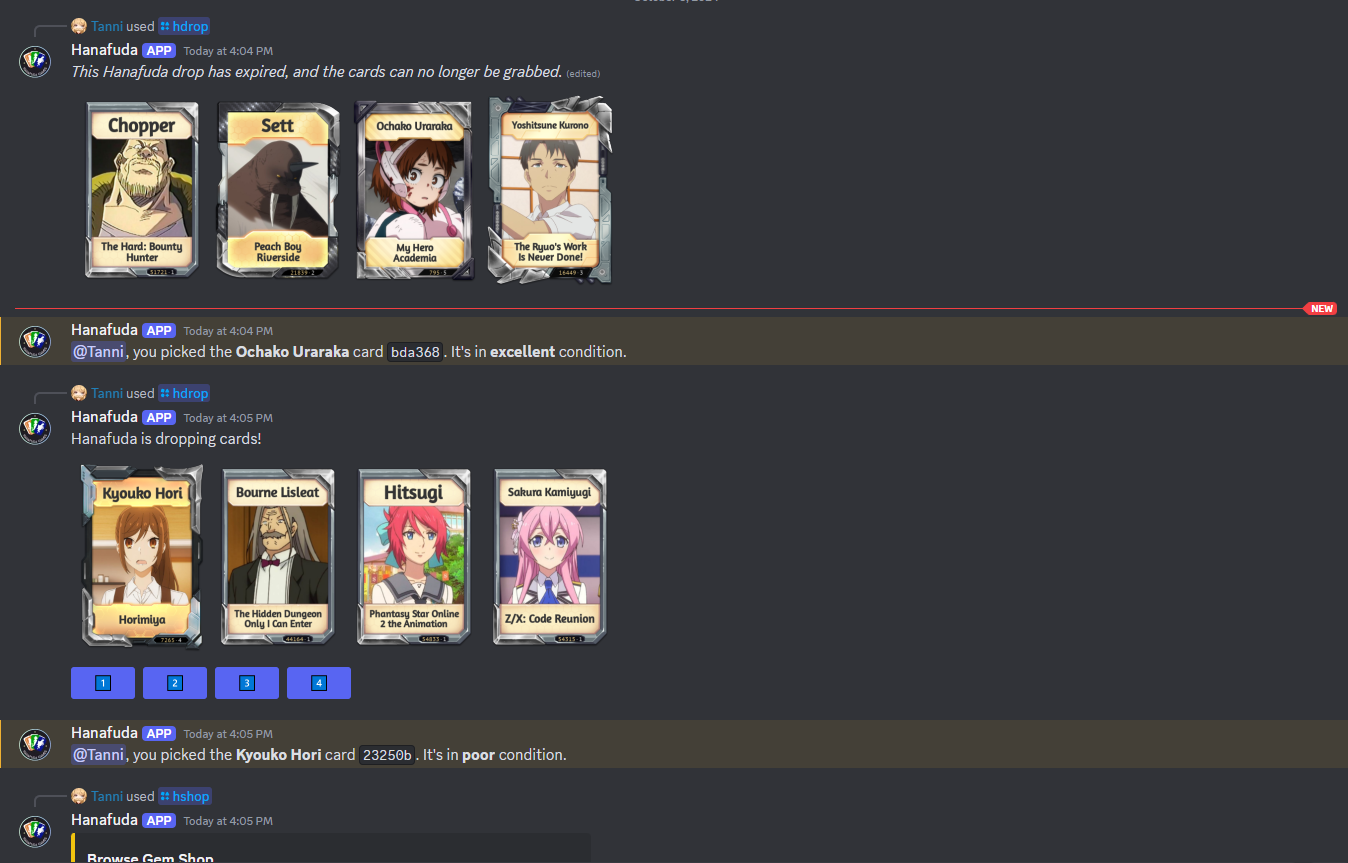 Tanni used hdrop
Hanafuda APP Today at 4:04 PM
This Hanafuda drop has expired, and the cards can no longer be grabbed. (edited)
Chopper
Sett
Ochako Uraraka
Yoshitsune Kurono
The Hard: Bounty
Hunter
Peach Boy
Riverside
My Hero
Academia
The Ryuo's Work
Is Never Done!
51721·1
21839·2
795·5
16449·3
NEW
Hanafuda APP Today at 4:04 PM
@Tanni, you picked the Ochako Uraraka card bda368. It's in excellent condition.
Tanni used hdrop
Hanafuda APP Today at 4:05 PM
Hanafuda is dropping cards!
Kyouko Hori
Bourne Lisleat
Hitsugi
Sakura Kamiyugi
Horimiya
The Hidden Dungeon
Only I Can Enter
Phantasy Star Online
2 the Animation
Z/X: Code Reunion
7265·4
44164·1
54833·1
54315·1
1 2 3 4
Hanafuda APP Today at 4:05 PM
@Tanni, you picked the Kyouko Hori card 23250b. It's in poor condition.
Tanni used hshop
Hanafuda APP Today at 4:05 PM
Browse Gem Shop